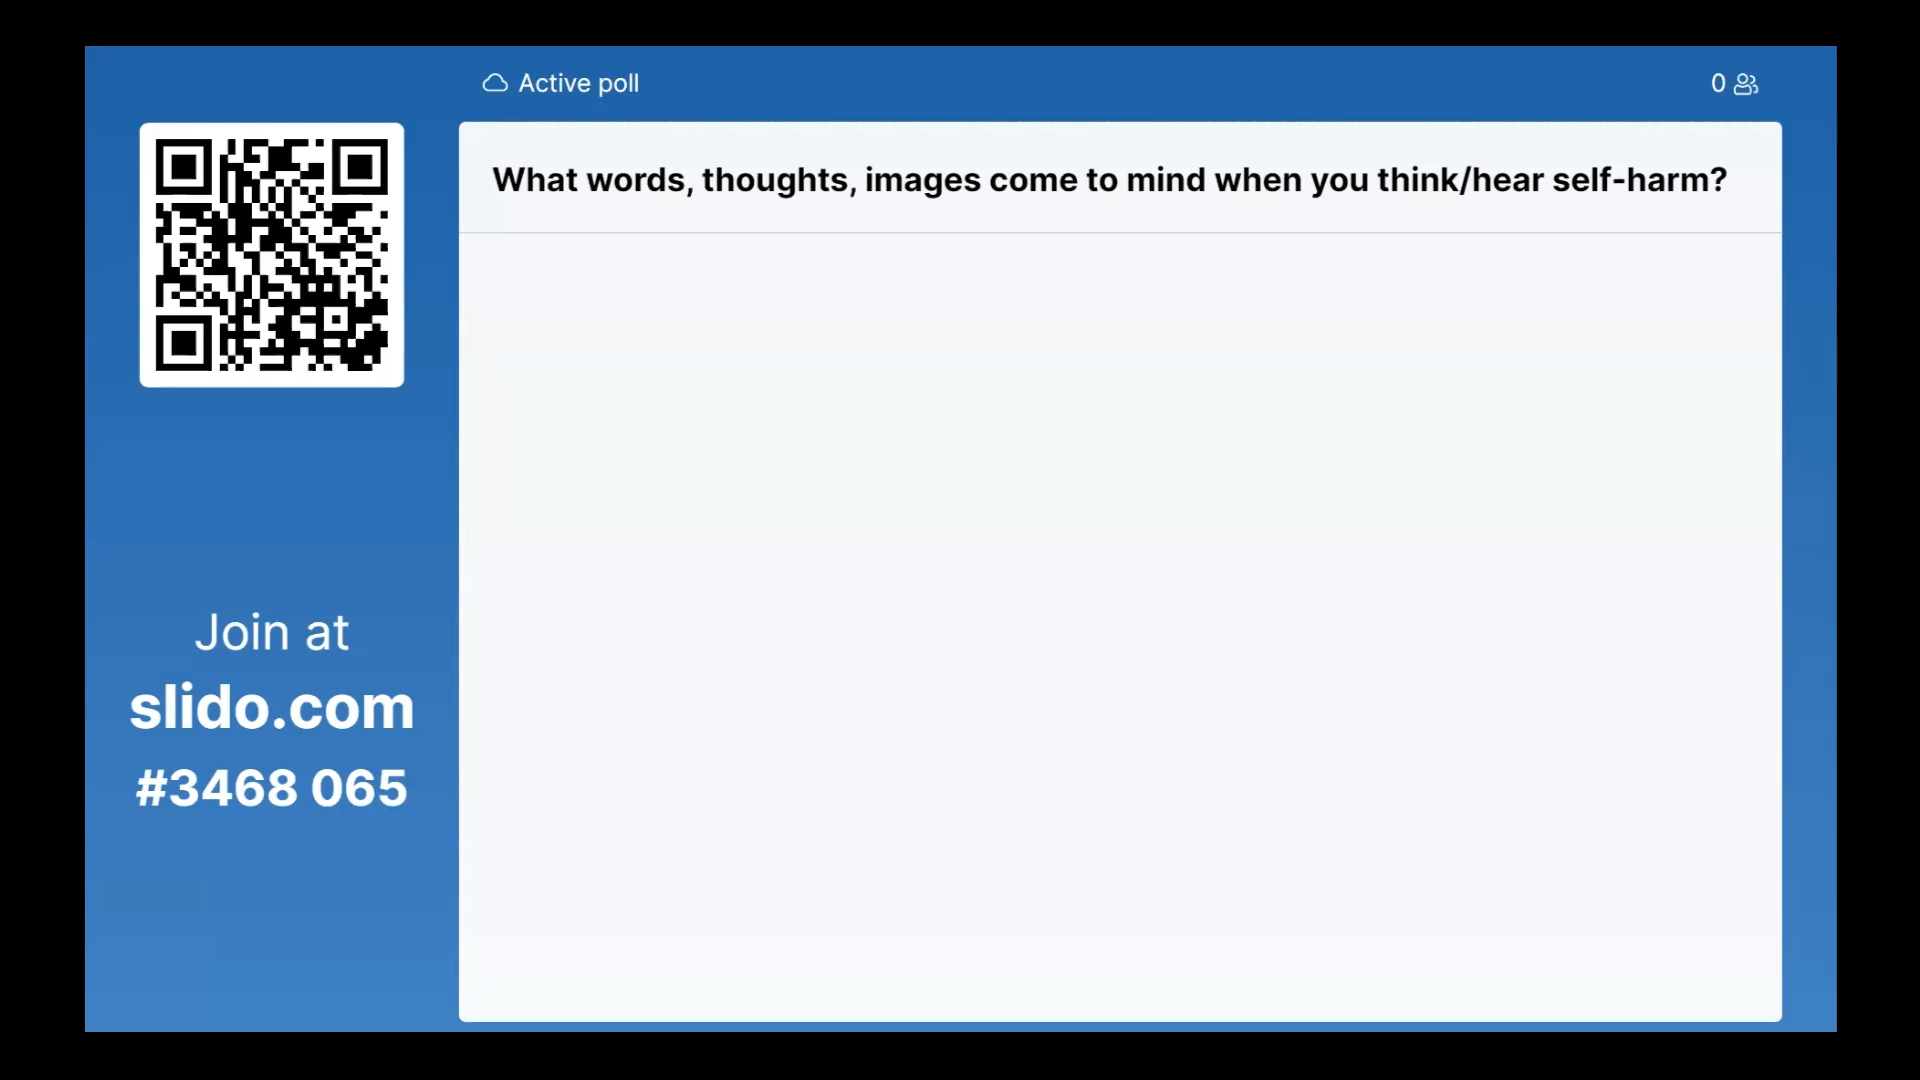 Active poll
0
What words, thoughts, images come to mind when you think/hear self-harm?
Join at
slido.com
#3468 065